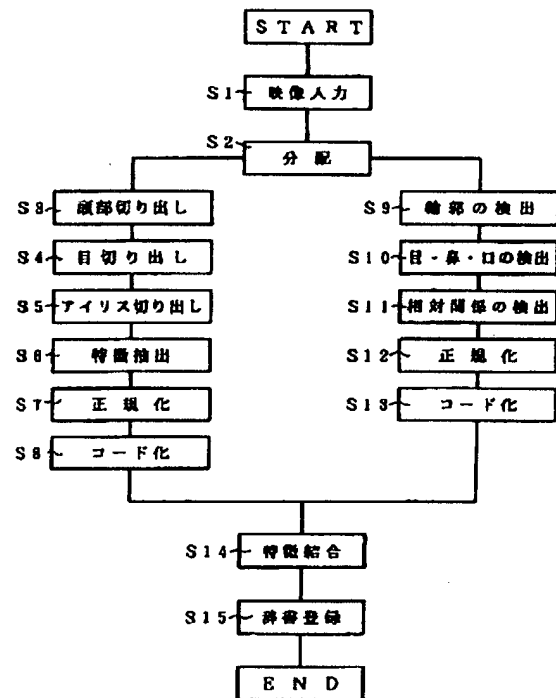 START
S1 映像入力
S2 分配
S3 頭部切り出し
S4 目切り出し
S5 アイリス切り出し
S6 特徴抽出
S7 正規化
S8 コード化
S9 輪郭の検出
S10 目・鼻・口の検出
S11 相対関係の検出
S12 正規化
S13 コード化
S14 特徴結合
S15 辞書登録
END